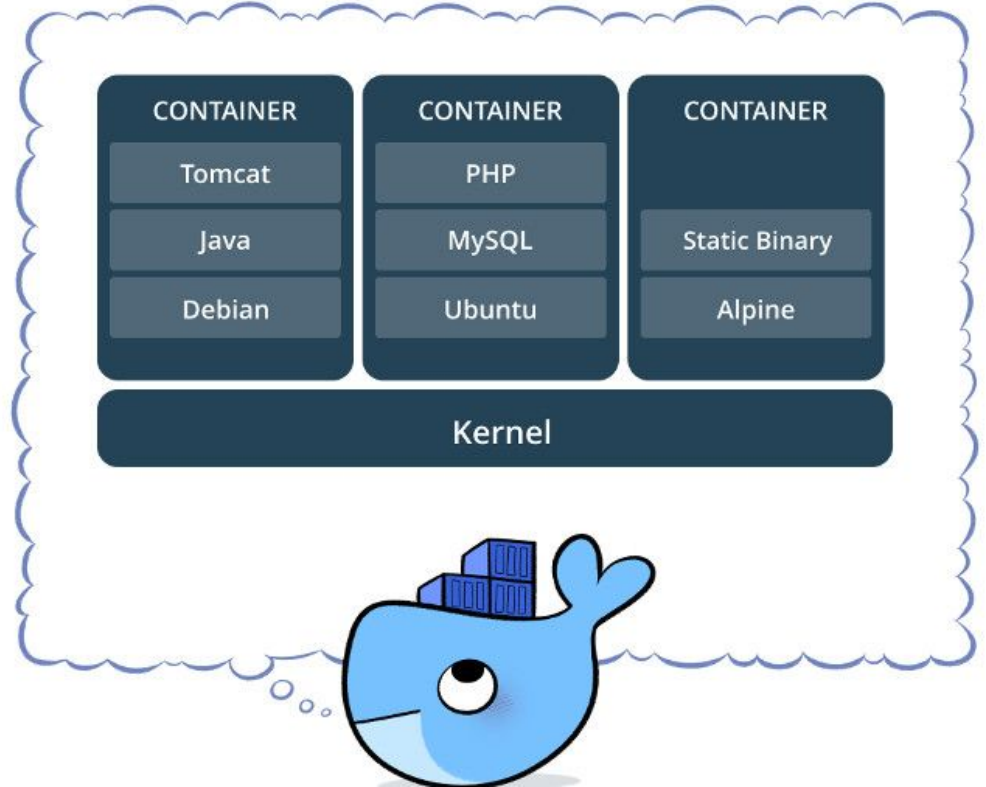 CONTAINER
Tomcat
Java
Debian
CONTAINER
PHP
MySQL
Ubuntu
CONTAINER
Static Binary
Alpine
Kernel